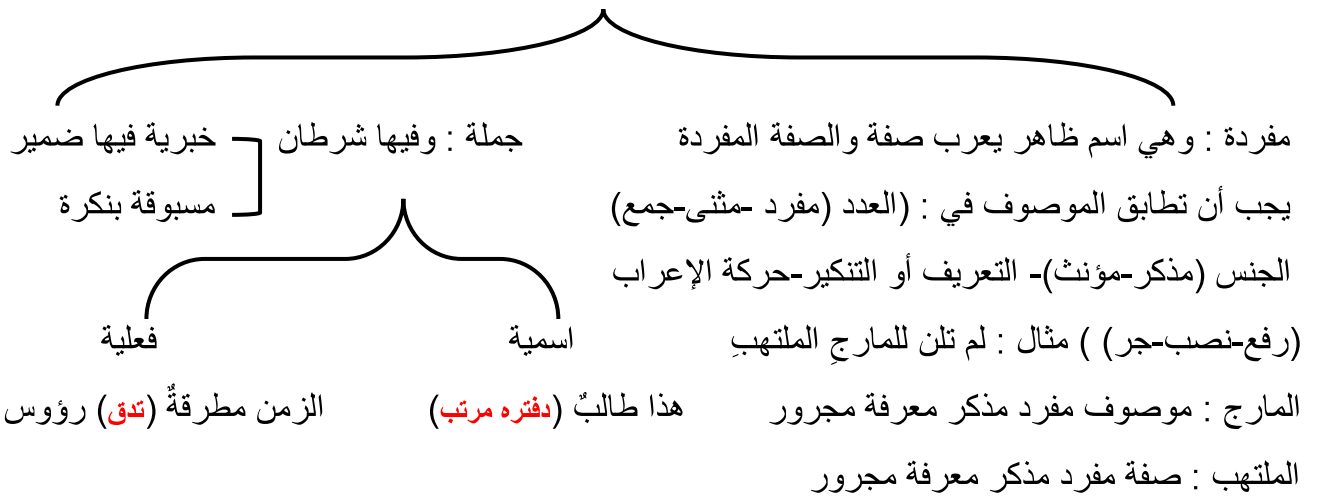 مفردة : وهي اسم ظاهر يعرب صفة والصفة المفردة
يجب أن تطابق الموصوف في : (العدد (مفرد -مثنى-جمع)
الجنس (مذكر-مؤنث)- التعريف أو التنكير-حركة الإعراب
(رفع-نصب-جر) ) مثال : لم تلن للمارجِ الملتهبِ
المارج : موصوف مفرد مذكر معرفة مجرور
الملتهب : صفة مفرد مذكر معرفة مجرور
جملة : وفيها شرطان
خبرية فيها ضمير
مسبوقة بنكرة
اسمية
هذا طالبٌ (دفتره مرتب)
فعلية
الزمن مطرقةٌ (تدق) رؤوس